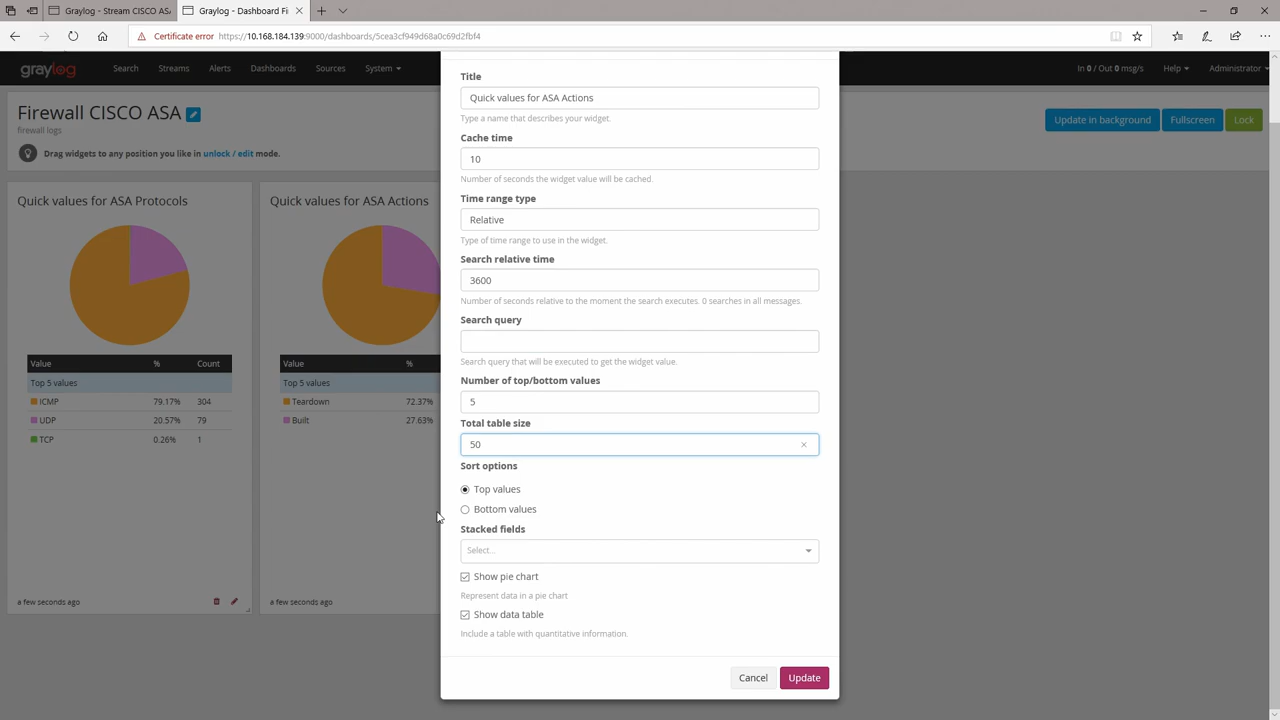 Graylog - Stream CISCO ASA
Graylog - Dashboard Fi
Certificate error
https://10.168.184.139:9000/dashboards/5cea3cf949d68a0c69d2fbf4
graylog
Search
Streams
Alerts
Dashboards
Sources
System
In 0 / Out 0 msg/s
Help
Administrator
Firewall CISCO ASA
firewall logs
Update in background
Fullscreen
Lock
Drag widgets to any position you like in unlock / edit mode.
Quick values for ASA Protocols
Value % Count
Top 5 values
ICMP 79.17% 304
UDP 20.57% 79
TCP 0.26% 1
a few seconds ago
Quick values for ASA Actions
Value %
Top 5 values
Teardown 72.37%
Built 27.63%
a few seconds ago
Title
Quick values for ASA Actions
Type a name that describes your widget.
Cache time
10
Number of seconds the widget value will be cached.
Time range type
Relative
Type of time range to use in the widget.
Search relative time
3600
Number of seconds relative to the moment the search executes. 0 searches in all messages.
Search query
Search query that will be executed to get the widget value.
Number of top/bottom values
5
Total table size
50
Sort options
Top values
Bottom values
Stacked fields
Select...
Show pie chart
Represent data in a pie chart
Show data table
Include a table with quantitative information.
Cancel
Update